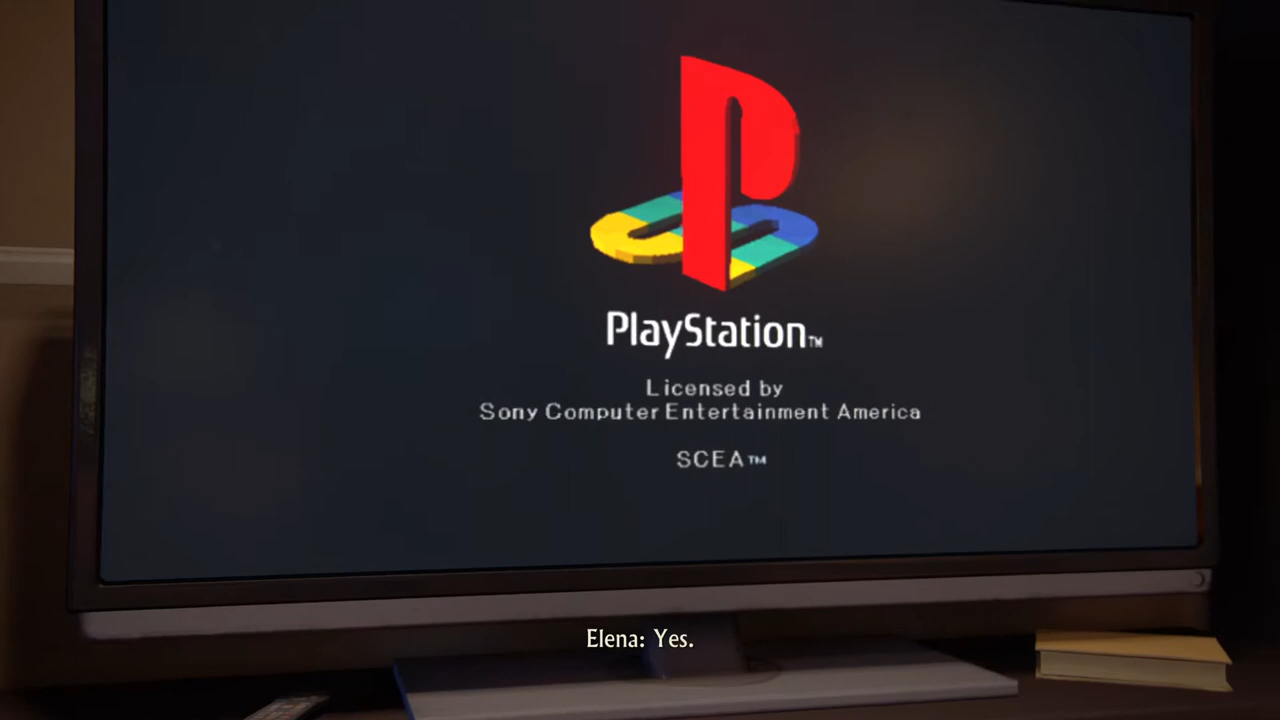 PlayStation™
Licensed by
Sony Computer Entertainment America
SCEA™
Elena: Yes.